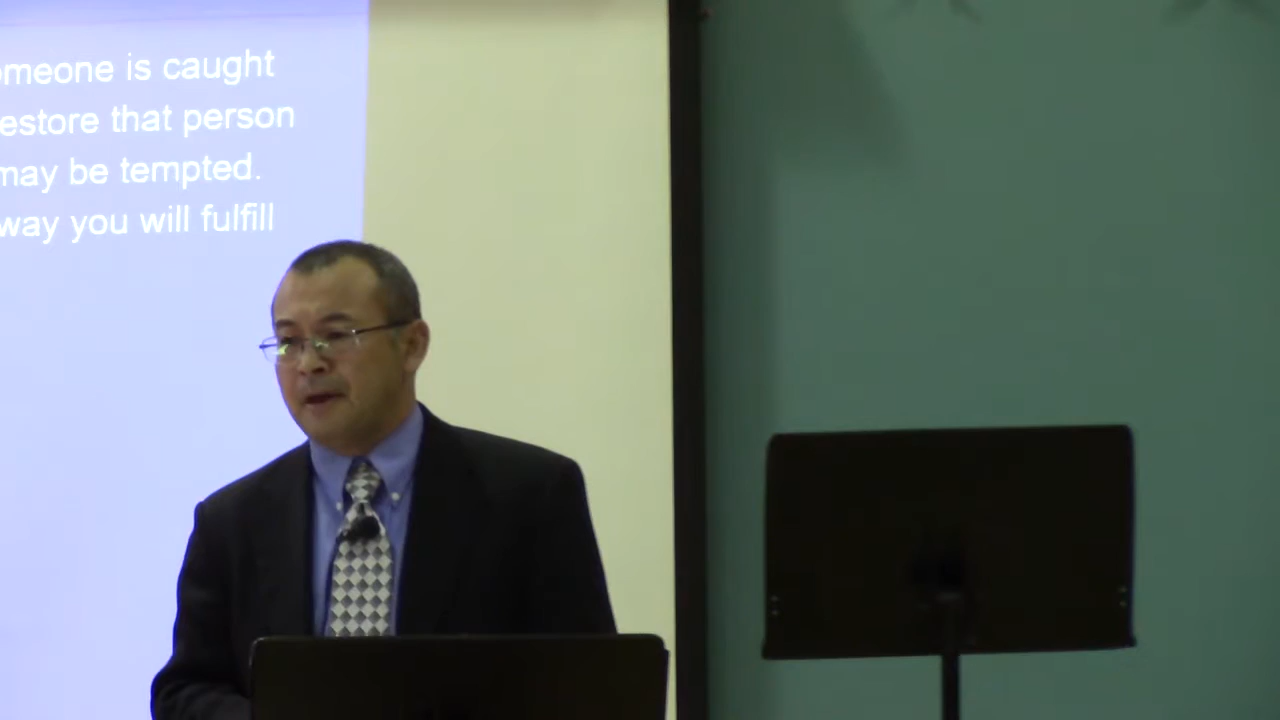 omeone is caught
estore that person
may be tempted.
way you will fulfill